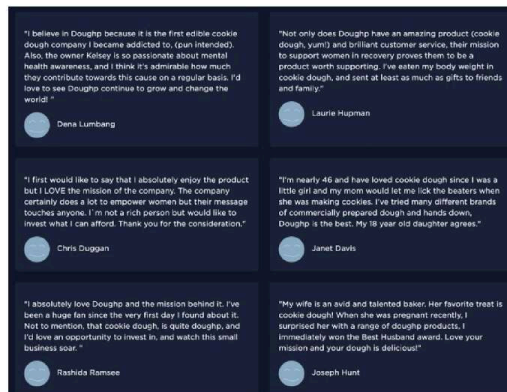 "I believe in Doughp because it is the first edible cookie
dough company I became addicted to, (pun intended).
Also, the owner Kelsey is so passionate about mental
health awareness, and I think it's admirable how much
they contribute towards this cause on a regular basis. I'd
love to see Doughp continue to grow and change the
world! "
Dena Lumbang
"Not only does Doughp have an amazing product (cookie
dough, yum!) and brilliant customer service, their mission
to support women in recovery proves them to be a
product worth supporting. I've eaten my body weight in
cookie dough, and sent at least as much as gifts to friends
and family."
Laurie Hupman
"I first would like to say that I absolutely enjoy the product
but I LOVE the mission of the company. The company
certainly does a lot to empower women but their message
touches anyone. I`m not a rich person but would like to
invest what I can afford. Thank you for the consideration."
Chris Duggan
"I'm nearly 46 and have loved cookie dough since I was a
little girl and my mom would let me lick the beaters when
she was making cookies. I've tried many different brands
of commercially prepared dough and hands down,
Doughp is the best. My 18 year old daughter agrees."
Janet Davis
"I absolutely love Doughp and the mission behind it. I've
been a huge fan since the very first day I found about it.
Not to mention, that cookie dough, is quite doughp, and
I'd love an opportunity to invest in, and watch this small
business soar. "
Rashida Ramsee
"My wife is an avid and talented baker. Her favorite treat is
cookie dough! When she was pregnant recently, I
surprised her with a range of doughp products, I
immediately won the Best Husband award. Love your
mission and your dough is delicious!"
Joseph Hunt